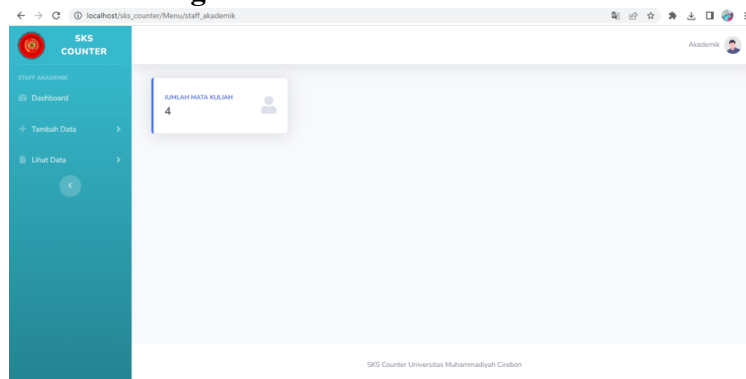 localhost/sks_counter/Menu/staff_akademik
SKS
COUNTER
Akademik
STAFF AKADEMIK
Dashboard
JUMLAH MATA KULIAH
4
Tambah Data
Lihat Data
SKS Counter Universitas Muhammadiyah Cirebon